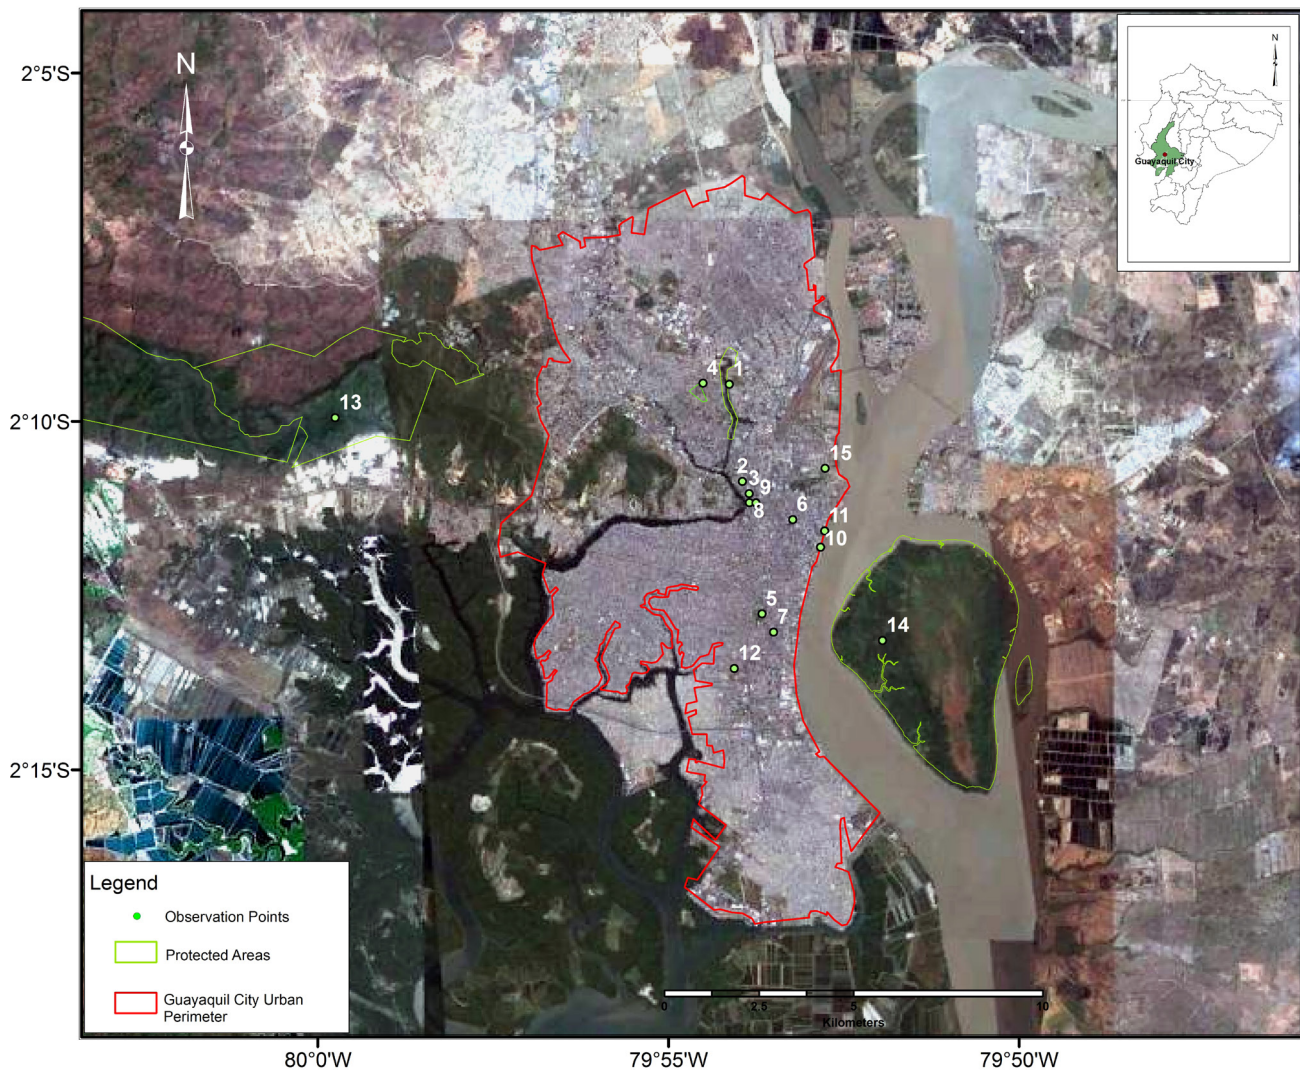 N
Guayaquil City
2°5'S
N
4
1
13
2°10'S
15
2
3
9
8
6
11
10
5
7
14
12
2°15'S
Legend
Observation Points
Protected Areas
Guayaquil City Urban
Perimeter
0
2.5
5
10
Kilometers
80°0'W
79°55'W
79°50'W